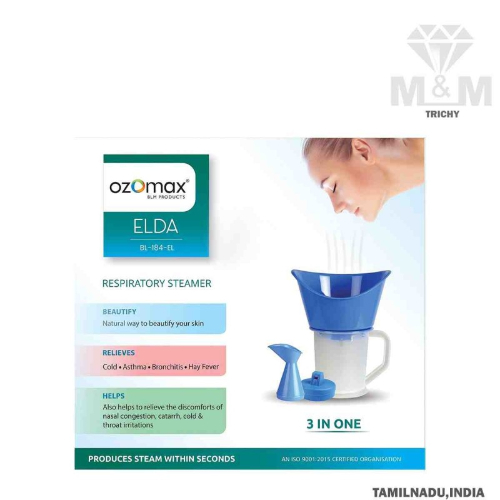 M&M
TRICHY
OZOMAX®
BLH PRODUCTS
ELDA
BL-184-EL
RESPIRATORY STEAMER
BEAUTIFY
Natural way to beautify your skin
RELIEVES
Cold • Asthma • Bronchitis • Hay Fever
HELPS
Also helps to relieve the discomforts of
nasal congestion, catarrh, cold &
throat irritations
3 IN ONE
PRODUCES STEAM WITHIN SECONDS
AN ISO 9001:2015 CERTIFIED ORGANISATION
TAMILNADU,INDIA